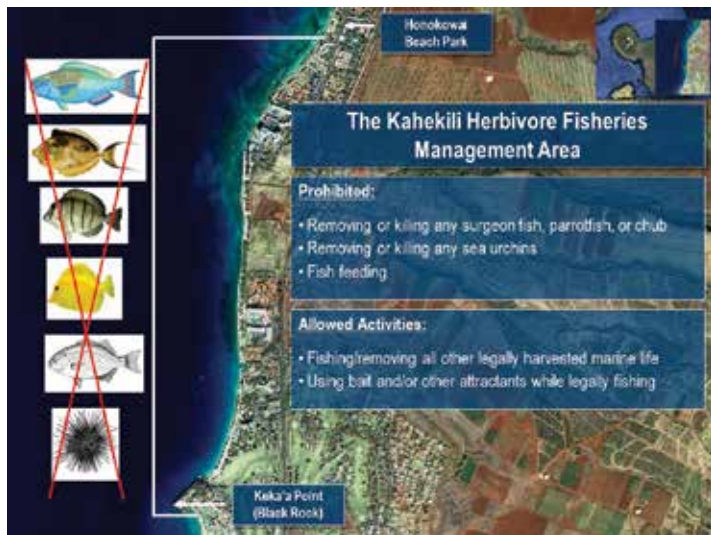 Honokowai
Beach Park
The Kahekili Herbivore Fisheries
Management Area
Prohibited:
• Removing or killing any surgeon fish, parrotfish, or chub
• Removing or killing any sea urchins
• Fish feeding
Allowed Activities:
• Fishing/removing all other legally harvested marine life
• Using bait and/or other attractants while legally fishing
Keka'a Point
(Black Rock)